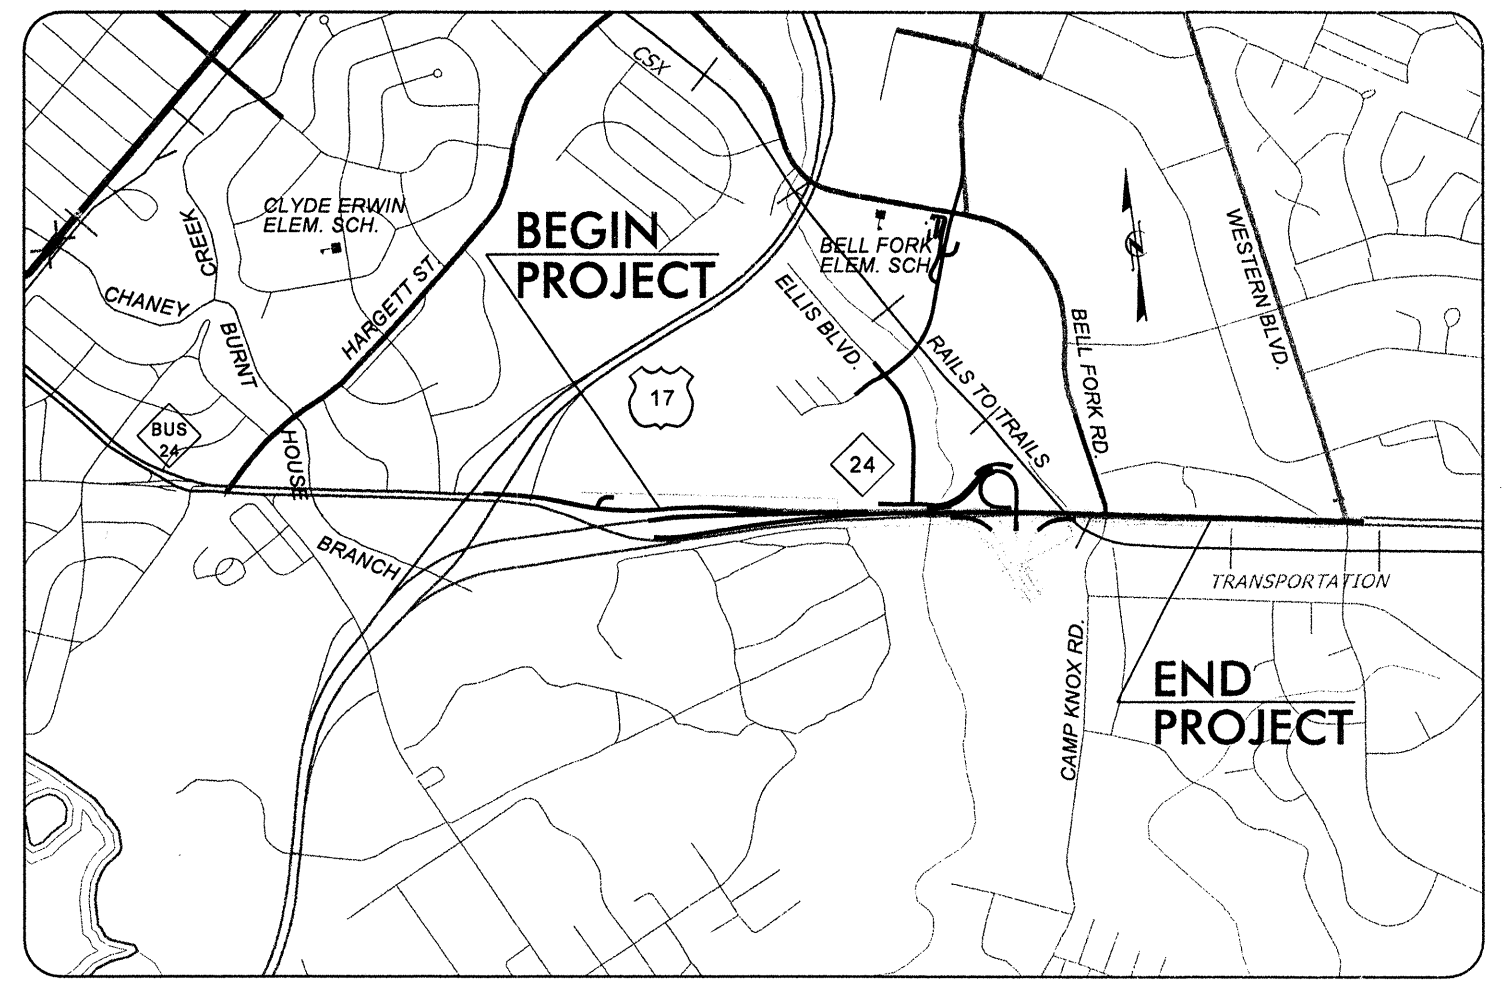 CSX
CLYDE ERWIN
ELEM. SCH.
1
BEGIN
PROJECT
CREEK
CHANEY
BURNT
HARGETT ST.
BELL FORK
ELEM. SCH
1
ELLIS BLVD.
RAILS TO TRAILS
BELL FORK RD.
WESTERN BLVD.
N
17
BUS
24
HOUSE
24
BRANCH
TRANSPORTATION
CAMP KNOX RD.
END
PROJECT